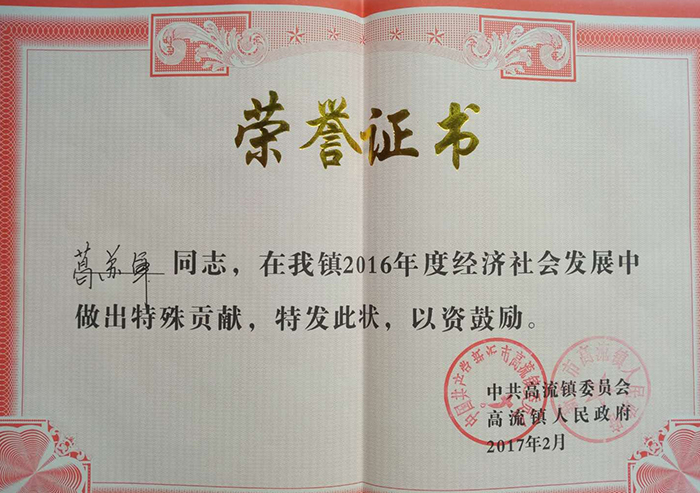 荣誉证书
葛苏军 同志，在我镇2016年度经济社会发展中
做出特殊贡献，特发此状，以资鼓励。
中共高流镇委员会
高流镇人民政府
2017年2月